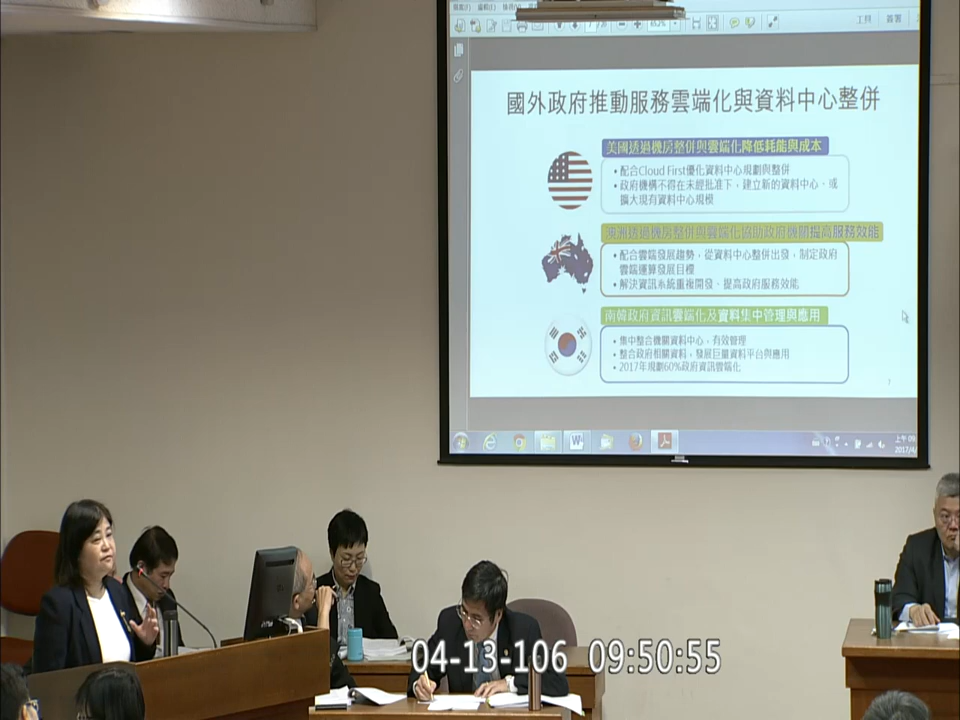 工具
簽署
國外政府推動服務雲端化與資料中心整併
美國透過機房整併與雲端化降低耗能與成本
•配合Cloud First優化資料中心規劃與整併
•政府機構不得在未經批准下，建立新的資料中心、或
擴大現有資料中心規模
澳洲透過機房整併與雲端化協助政府機關提高服務效能
•配合雲端發展趨勢，從資料中心整併出發，制定政府
雲端運算發展目標
•解決資訊系統重複開發、提高政府服務效能
南韓政府資訊雲端化及資料集中管理與應用
•集中整合機關資料中心，有效管理
•整合政府相關資料，發展巨量資料平台與應用
•2017年規劃60%政府資訊雲端化
7
上午 09
2017/4/
04-13-106 09:50:55